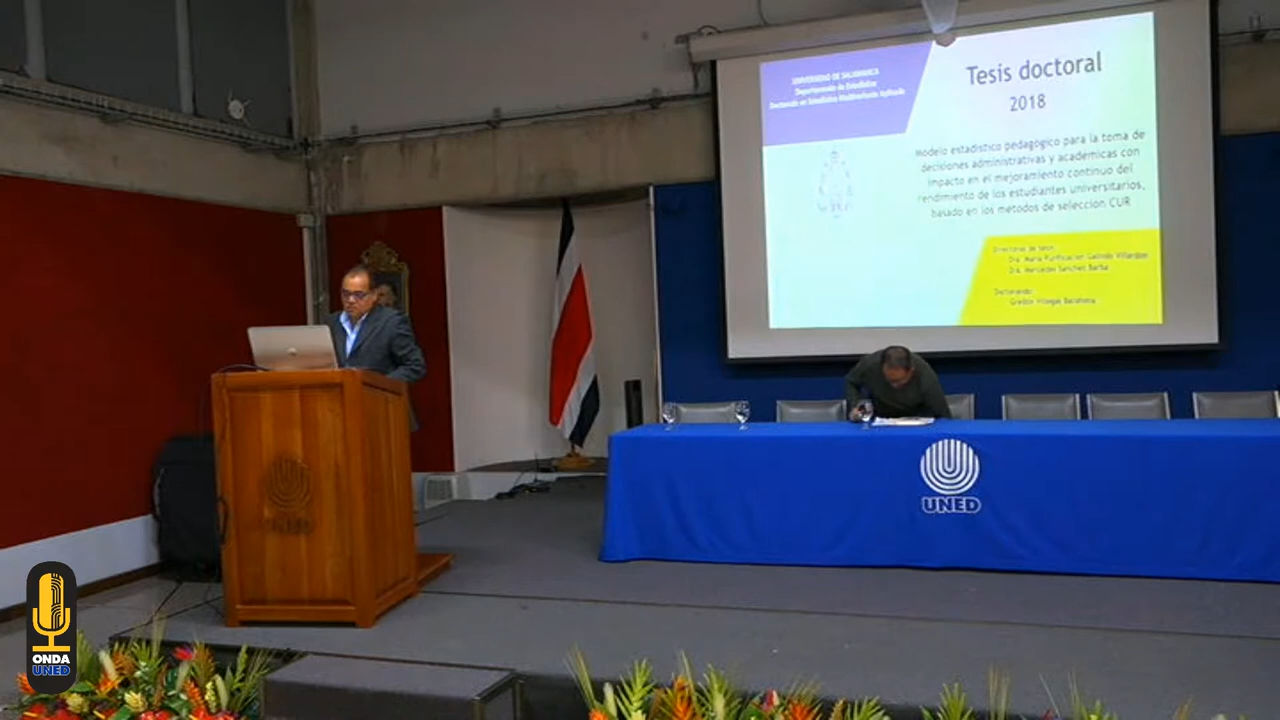 UNIVERSIDAD DE SALAMANCA
Departamento de Estadística
Doctorado en Estadística Multivariante Aplicada
Tesis doctoral
2018
Modelo estadístico pedagógico para la toma de
decisiones administrativas y académicas con
impacto en el mejoramiento continuo del
rendimiento de los estudiantes universitarios,
basado en los métodos de selección CUR
Directoras de tesis:
Dra. María Purificación Galindo Villardón
Dra. Mercedes Sánchez Barba
Doctorando:
Villegas Barahona
UNED
UNED
ONDA
UNED